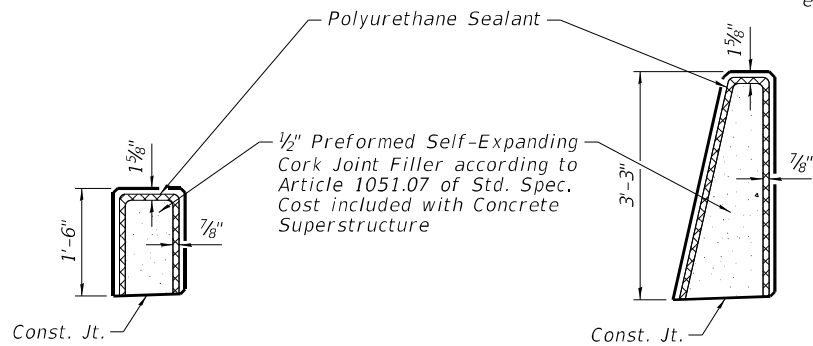 e
Polyurethane Sealant
1⅝"
1⅝"
½" Preformed Self-Expanding
Cork Joint Filler according to
Article 1051.07 of Std. Spec.
Cost included with Concrete
Superstructure
⅞"
3'-3"
1'-6"
⅞"
Const. Jt.
Const. Jt.